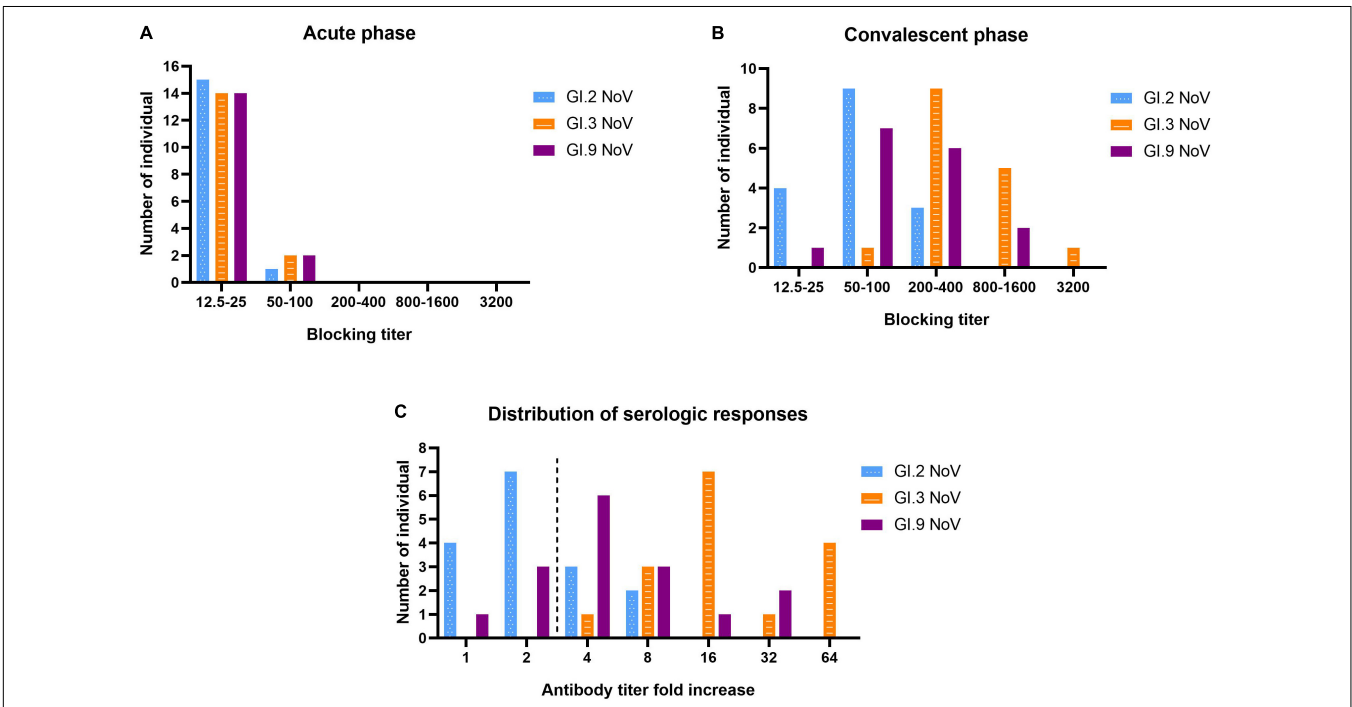 A
Acute phase
Number of individual
16
14
12
10
8
6
4
2
0
12.5-25 50-100 200-400 800-1600 3200
Blocking titer
GI.2 NoV
GI.3 NoV
GI.9 NoV
B
Convalescent phase
Number of individual
10
8
6
4
2
0
12.5-25 50-100 200-400 800-1600 3200
Blocking titer
GI.2 NoV
GI.3 NoV
GI.9 NoV
C
Distribution of serologic responses
Number of individual
8
7
6
5
4
3
2
1
0
1 2 4 8 16 32 64
Antibody titer fold increase
GI.2 NoV
GI.3 NoV
GI.9 NoV